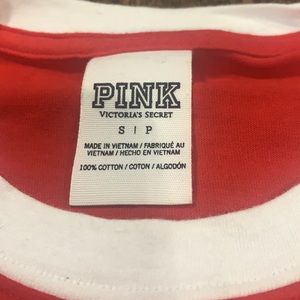 PINK
VICTORIA'S SECRET
S | P
MADE IN VIETNAM / FABRIQUÉ AU
VIETNAM / HECHO EN VIETNAM
100% COTTON / COTON / ALGODÓN